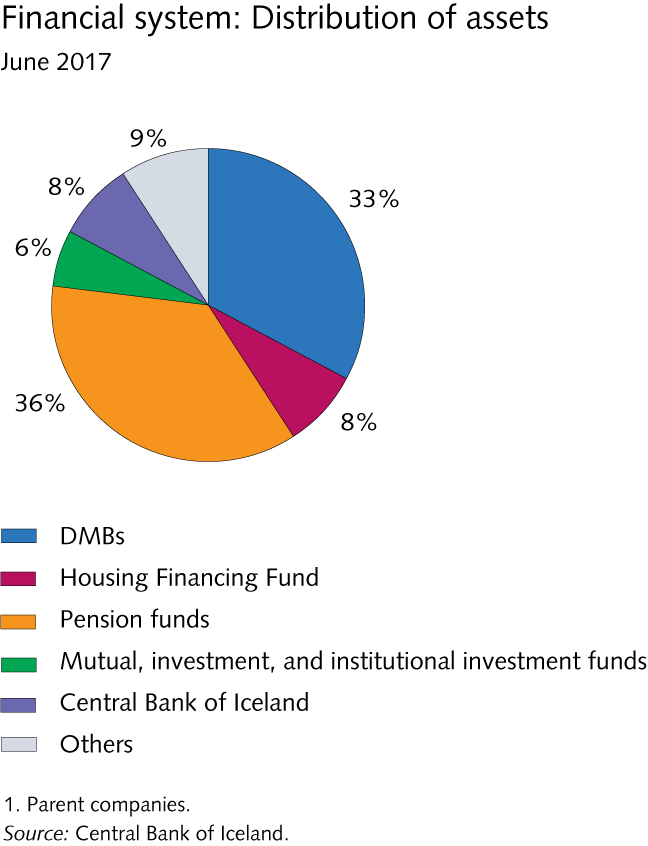 Financial system: Distribution of assets
June 2017
9%
33%
8%
6%
36%
8%
DMBs
Housing Financing Fund
Pension funds
Mutual, investment, and institutional investment funds
Central Bank of Iceland
Others
1. Parent companies.
Source: Central Bank of Iceland.